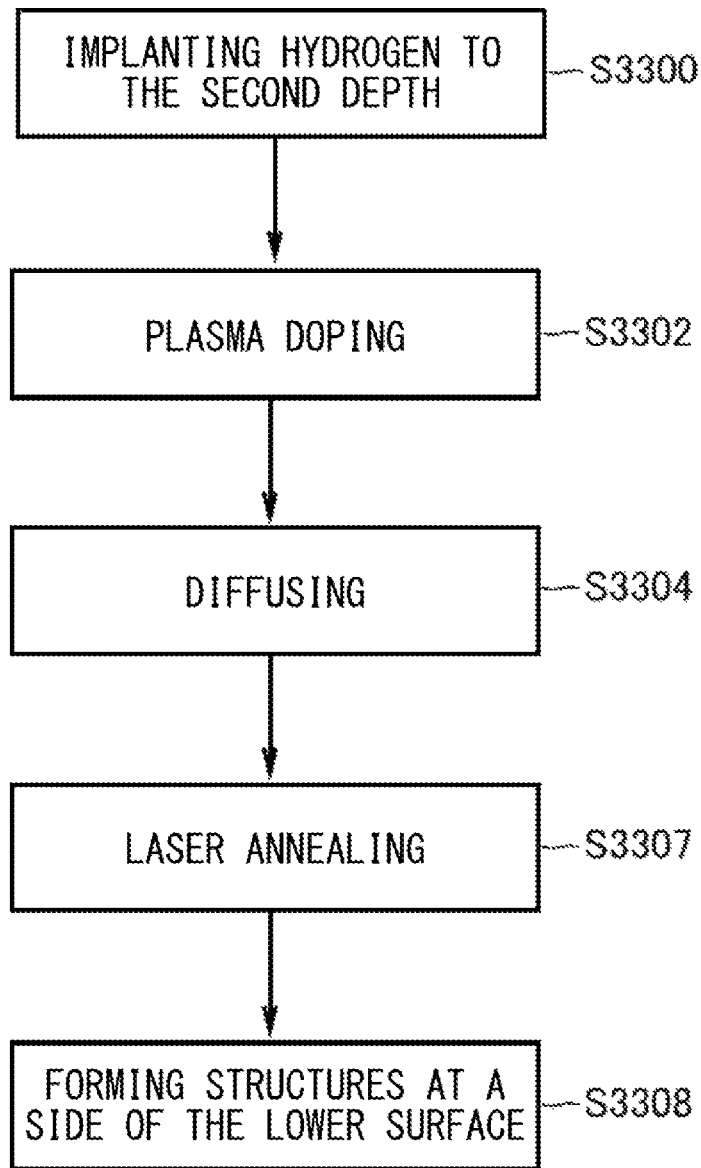 IMPLANTING HYDROGEN TO
THE SECOND DEPTH
S3300
PLASMA DOPING
S3302
DIFFUSING
S3304
LASER ANNEALING
S3307
FORMING STRUCTURES AT A
SIDE OF THE LOWER SURFACE
S3308